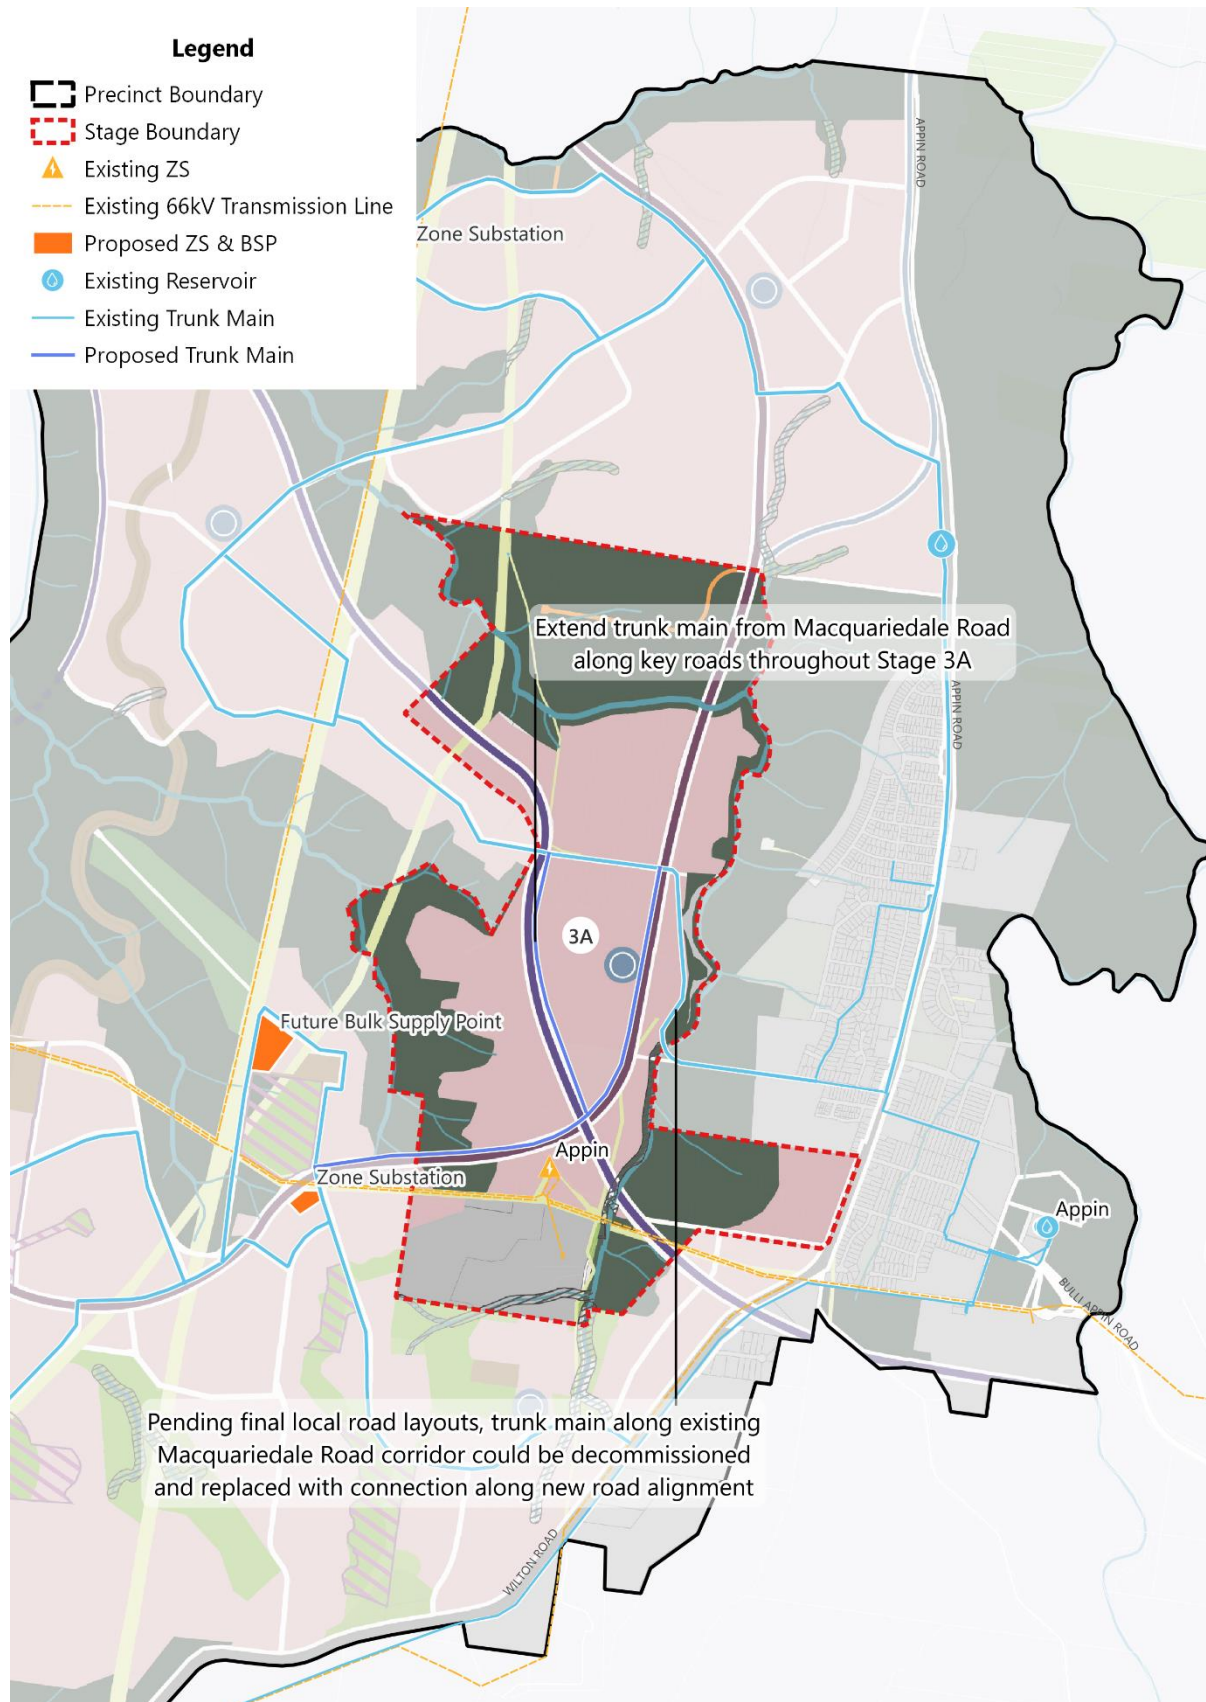 Legend
Precinct Boundary
Stage Boundary
Existing ZS
Existing 66kV Transmission Line
Proposed ZS & BSP
Existing Reservoir
Existing Trunk Main
Proposed Trunk Main
Zone Substation
APPIN ROAD
Extend trunk main from Macquariedale Road
along key roads throughout Stage 3A
APPIN ROAD
3A
Future Bulk Supply Point
Appin
Zone Substation
Appin
BULLI APPIN ROAD
Pending final local road layouts, trunk main along existing
Macquariedale Road corridor could be decommissioned
and replaced with connection along new road alignment
WILTON ROAD